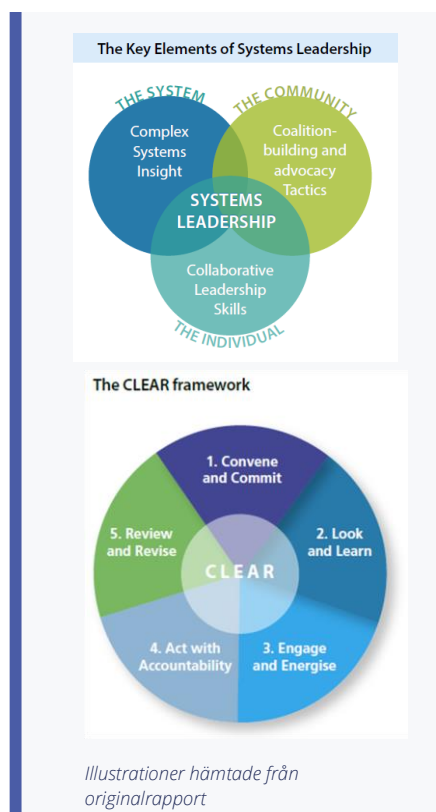 The Key Elements of Systems Leadership
THE SYSTEM
THE COMMUNITY
Complex
Systems
Insight
Coalition-
building and
advocacy
Tactics
SYSTEMS
LEADERSHIP
Collaborative
Leadership
Skills
THE INDIVIDUAL
The CLEAR framework
1. Convene
and Commit
5. Review
and Revise
2. Look
and Learn
CLEAR
4. Act with
Accountability
3. Engage
and Energise
Illustrationer hämtade från
originalrapport